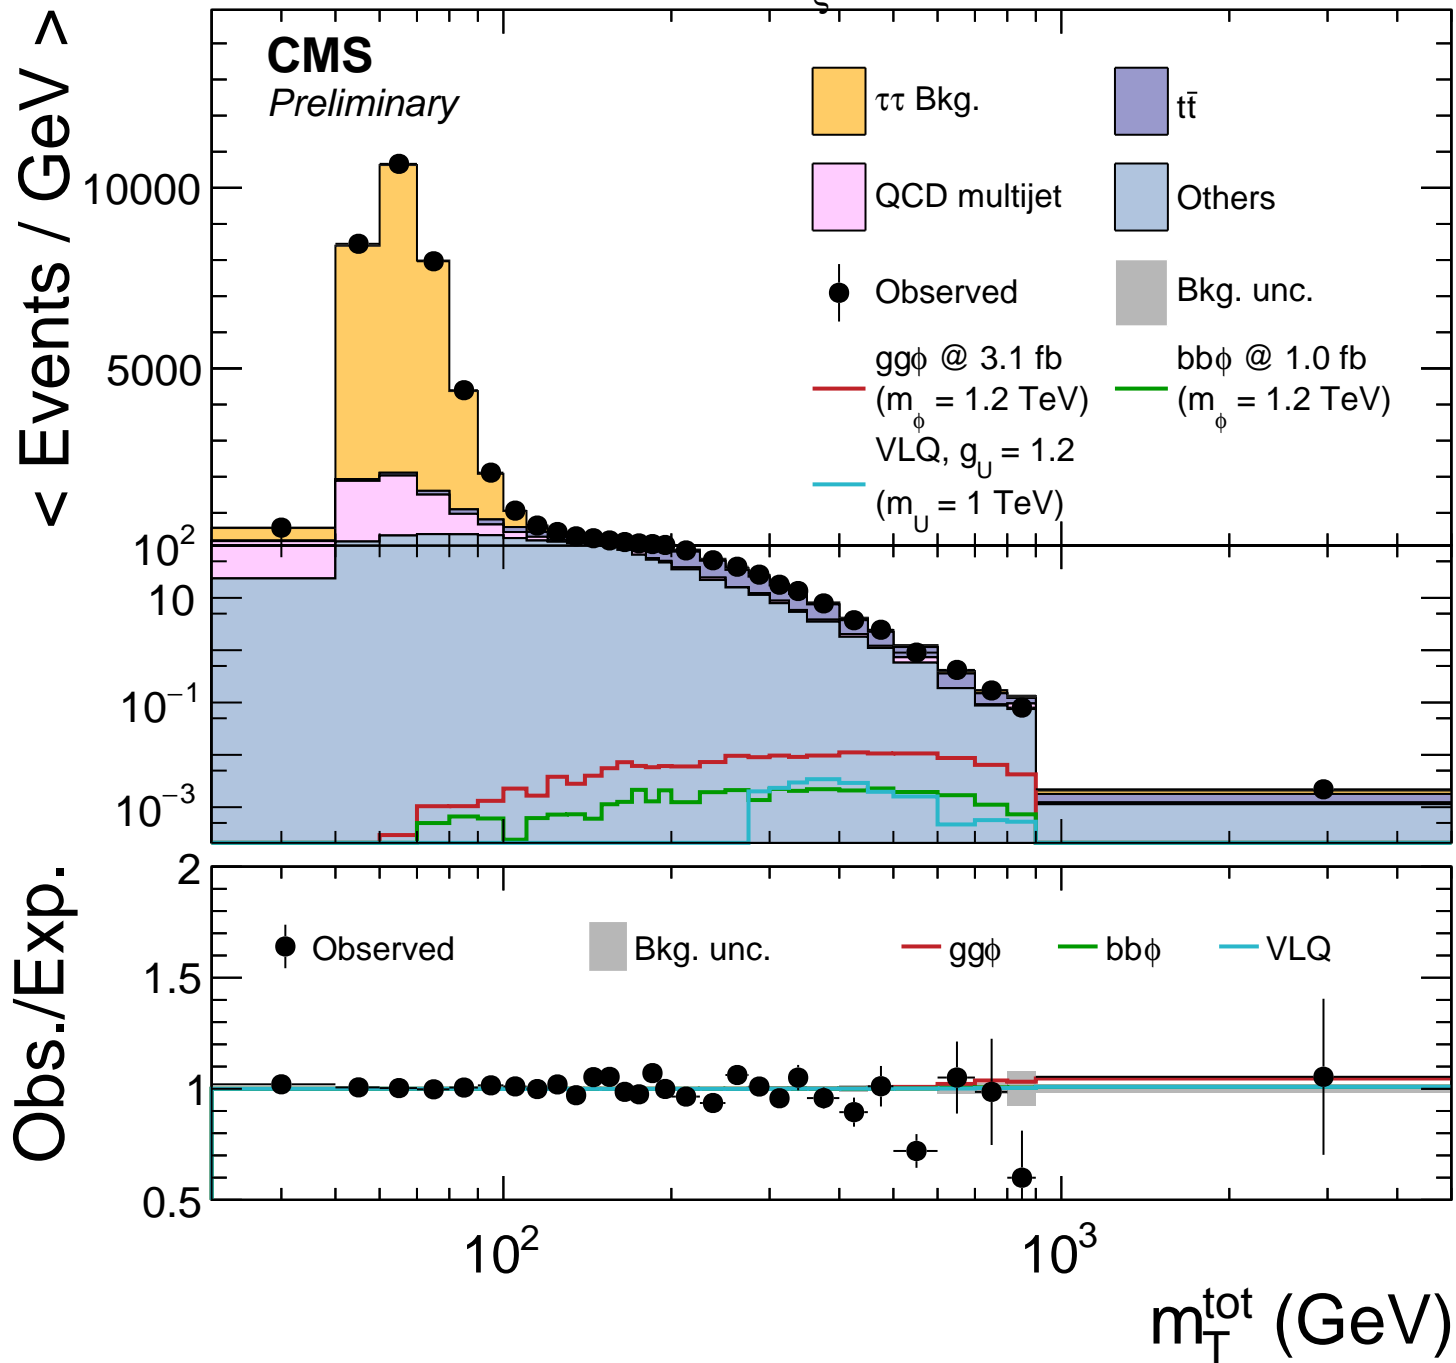 ξ
CMS
Preliminary
< Events / GeV >
10000
5000
10²
10
10⁻¹
10⁻³
ττ Bkg.
tt̄
QCD multijet
Others
Observed
Bkg. unc.
ggϕ @ 3.1 fb
(m_ϕ = 1.2 TeV)
bbϕ @ 1.0 fb
(m_ϕ = 1.2 TeV)
VLQ, g_U = 1.2
(m_U = 1 TeV)
Obs./Exp.
2
1.5
1
0.5
Observed
Bkg. unc.
ggϕ
bbϕ
VLQ
10²
10³
m_T^tot (GeV)